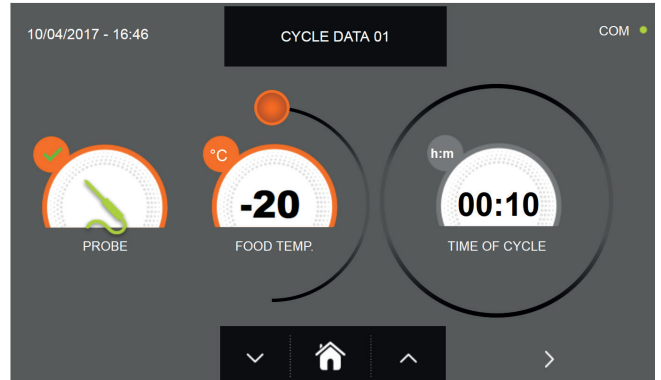 10/04/2017 - 16:46
CYCLE DATA 01
COM
°C
h:m
-20
00:10
PROBE
FOOD TEMP.
TIME OF CYCLE